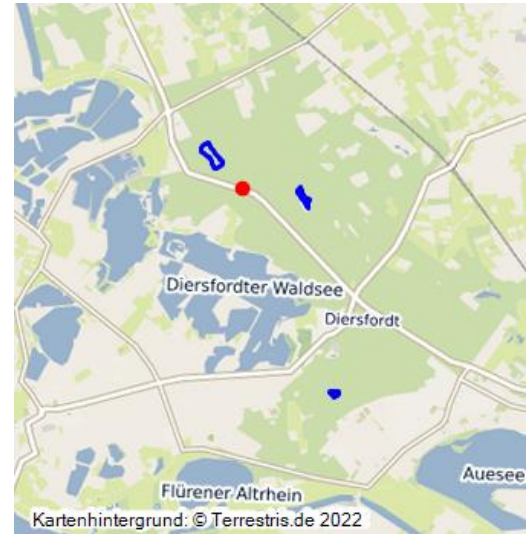 Diersfordter Waldsee
Diersfordt
Auesee
Flürener Altrhein
Kartenhintergrund: © Terrestris.de 2022